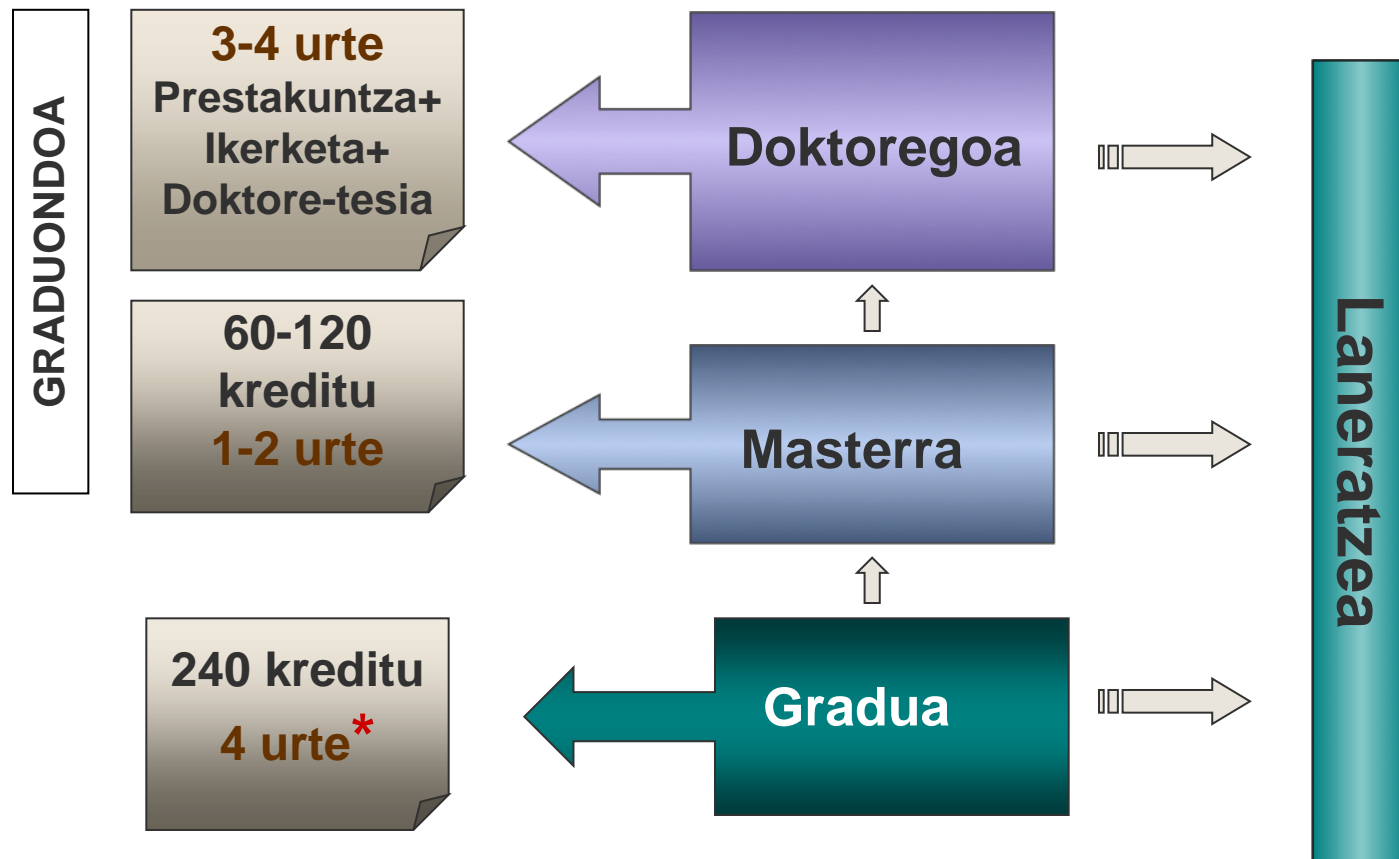 GRADUONDOA
3-4 urte
Prestakuntza+
Ikerketa+
Doktore-tesia
Doktoregoa
60-120
kreditu
1-2 urte
Masterra
240 kreditu
4 urte*
Gradua
Laneratzea